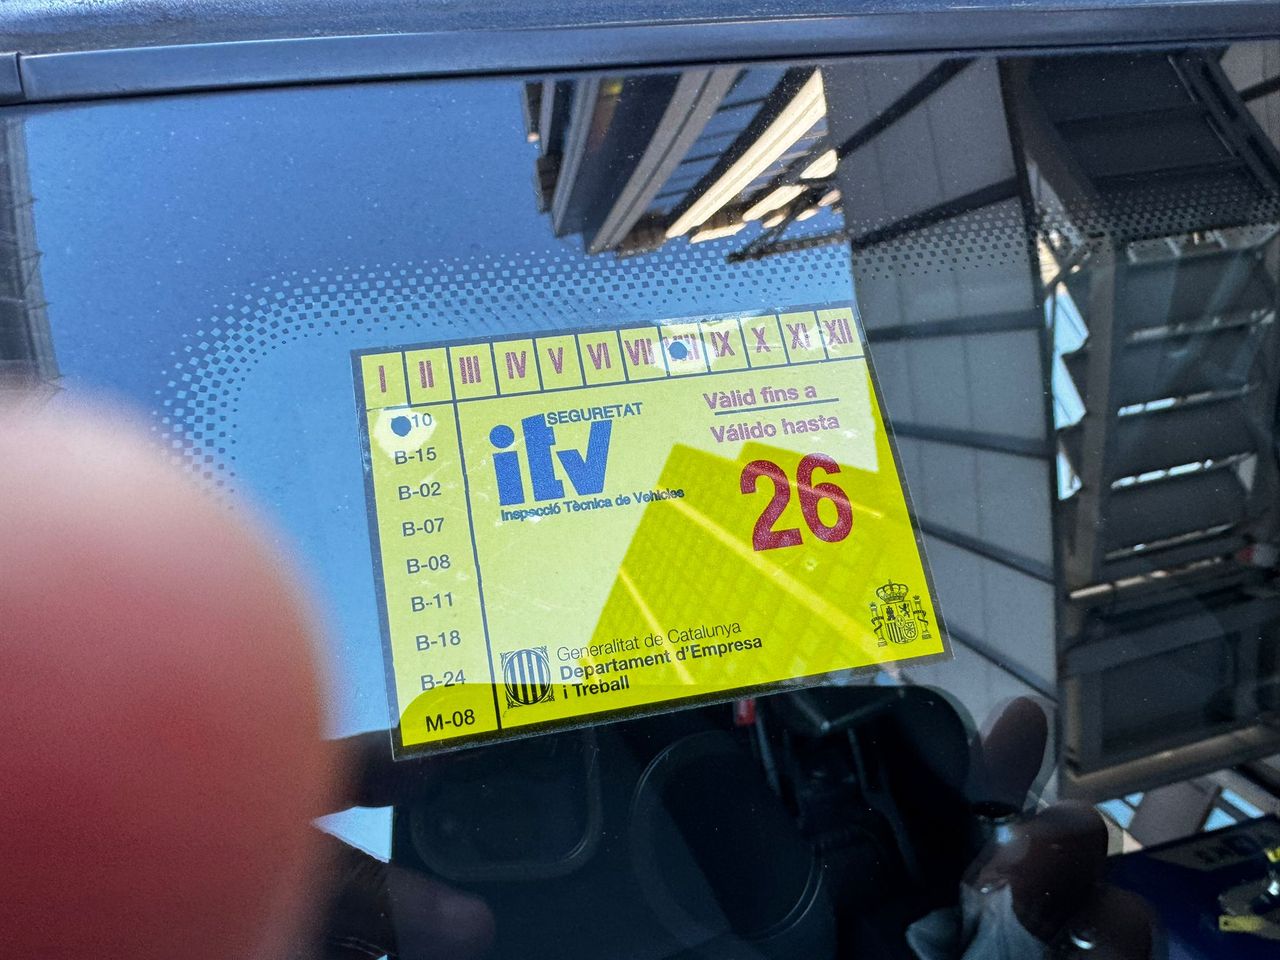 I II III IV V VI VII VIII IX X XI XII
10
B-15
B-02
B-07
B-08
B-11
B-18
B-24
M-08
SEGURETAT
itv
Inspecció Tècnica de Vehicles
Vàlid fins a
Válido hasta
26
Generalitat de Catalunya
Departament d'Empresa
i Treball